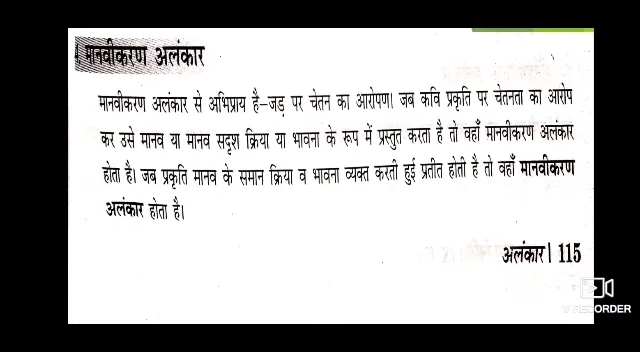 मानवीकरण अलंकार
मानवीकरण अलंकार से अभिप्राय है–जड़ पर चेतन का आरोपण। जब कवि प्रकृति पर चेतनता का आरोप
कर उसे मानव या मानव सदृश क्रिया या भावना के रूप में प्रस्तुत करता है तो वहाँ मानवीकरण अलंकार
होता है। जब प्रकृति मानव के समान क्रिया व भावना व्यक्त करती हुई प्रतीत होती है तो वहाँ मानवीकरण
अलंकार होता है।
अलंकार | 115
V RECORDER